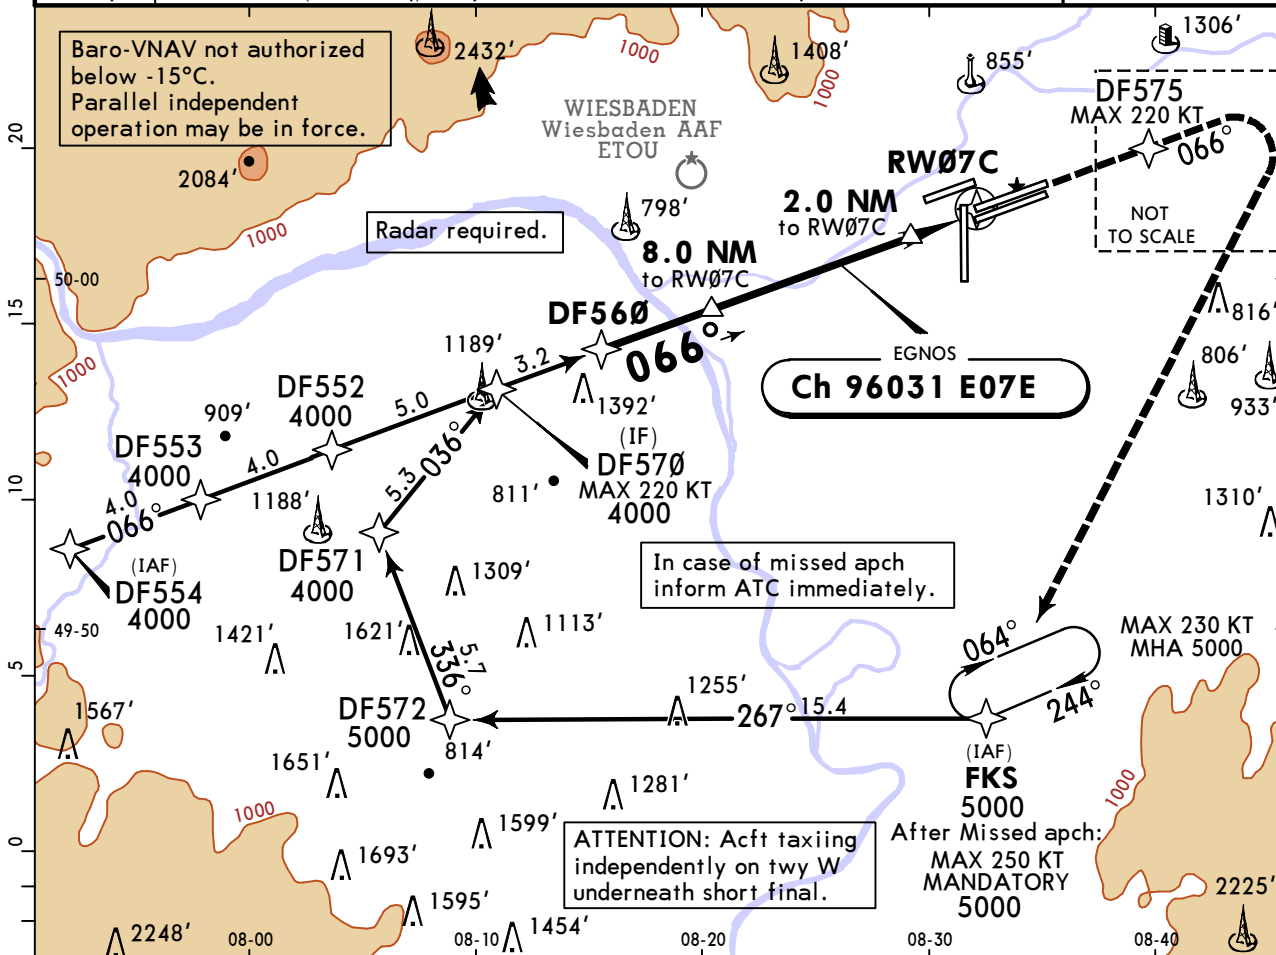 Baro-VNAV not authorized
below -15°C.
Parallel independent
operation may be in force.
2432'
1000
1408'
1000
855'
1306'
DF575
MAX 220 KT
066°
NOT
TO SCALE
WIESBADEN
Wiesbaden AAF
ETOU
20
2084'
1000
Radar required.
798'
RWØ7C
2.0 NM
to RWØ7C
8.0 NM
to RWØ7C
50-00
15
DF56Ø
066°
1189'
3.2
EGNOS
Ch 96031 E07E
816'
806'
933'
1000
DF552
4000
5.0
1392'
909'
DF553
4000
4.0
036°
(IF)
DF57Ø
MAX 220 KT
4000
10
4.0
066°
1188'
5.3
811'
1310'
(IAF)
DF554
4000
DF571
4000
1309'
In case of missed apch
inform ATC immediately.
49-50
1421'
1621'
1113'
064°
MAX 230 KT
MHA 5000
5
5.7
336°
244°
1567'
DF572
5000
814'
1255'
267°
15.4
(IAF)
FKS
5000
After Missed apch:
MAX 250 KT
MANDATORY
5000
1651'
1281'
1000
1000
0
1599'
ATTENTION: Acft taxiing
independently on twy W
underneath short final.
1693'
1595'
1454'
2248'
2225'
08-00
08-10
08-20
08-30
08-40